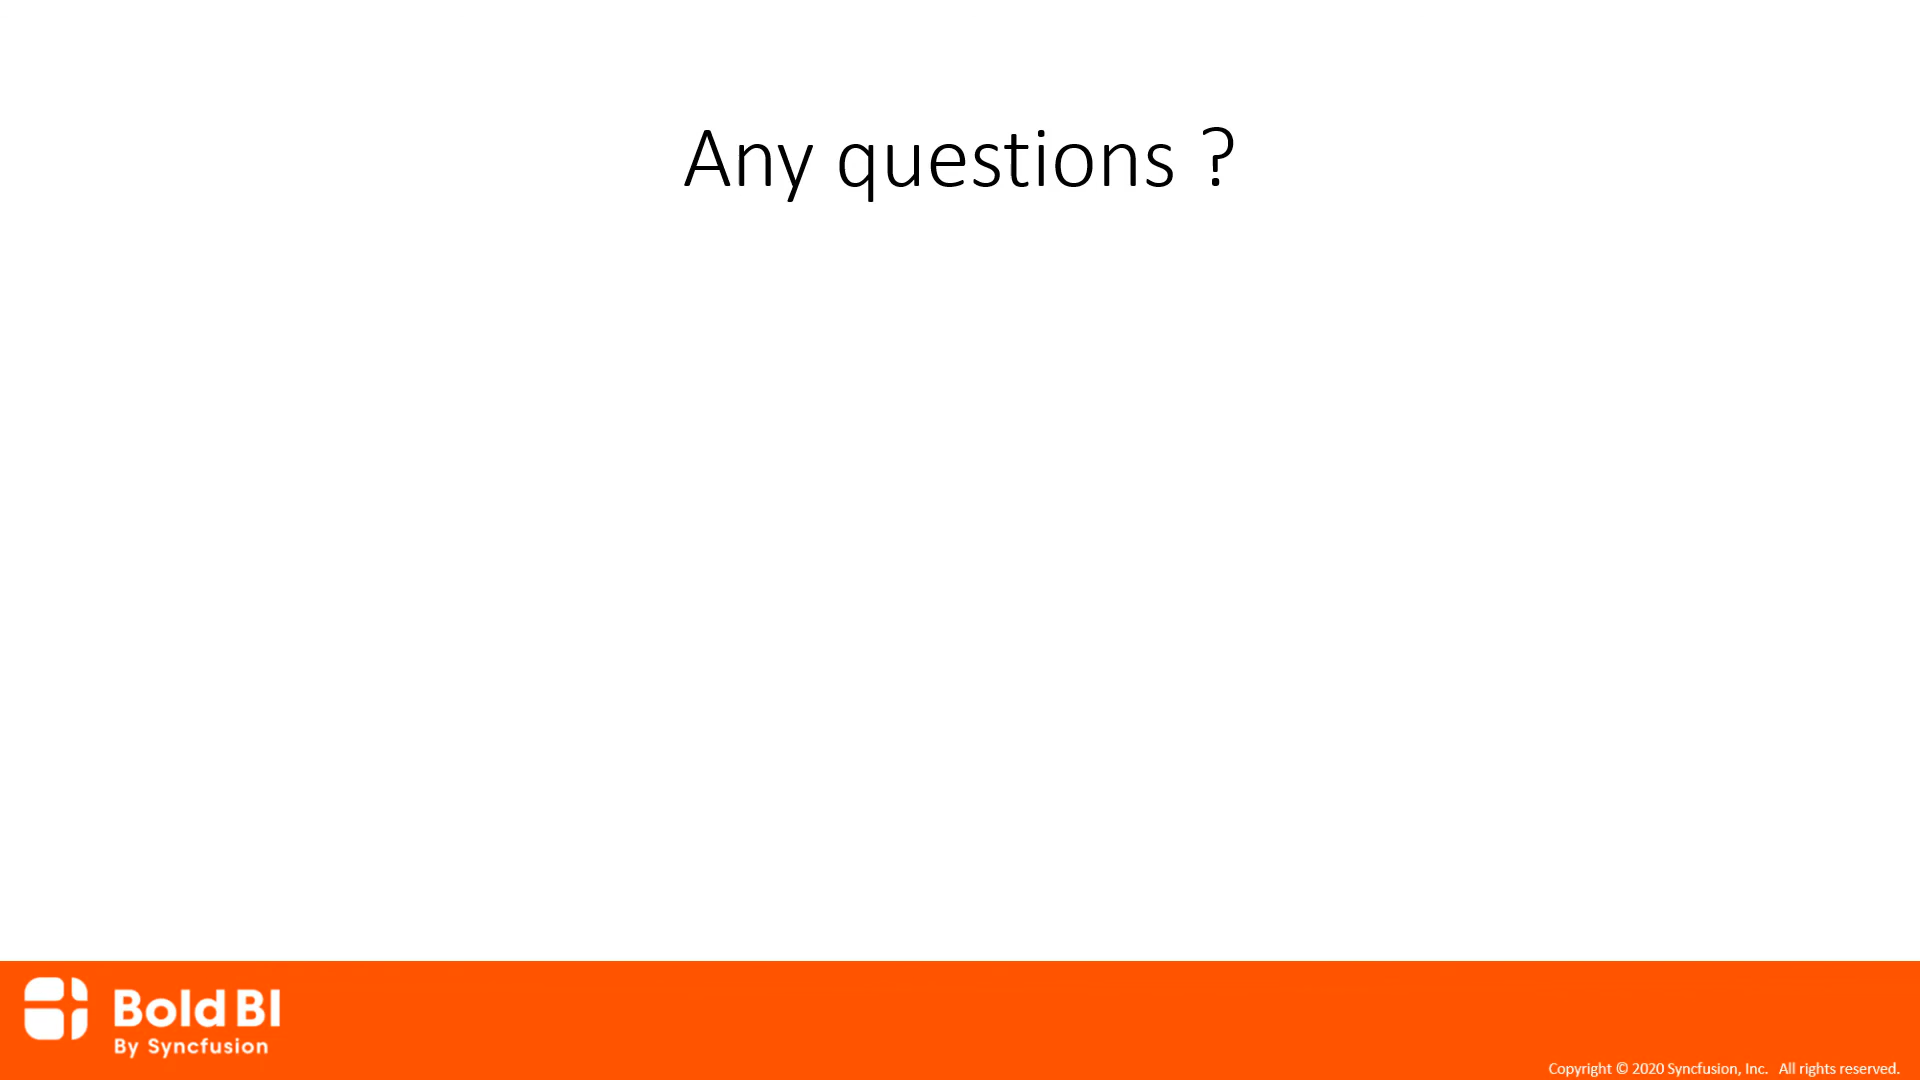 Any questions ?
Bold BI
By Syncfusion
Copyright © 2020 Syncfusion, Inc. All rights reserved.